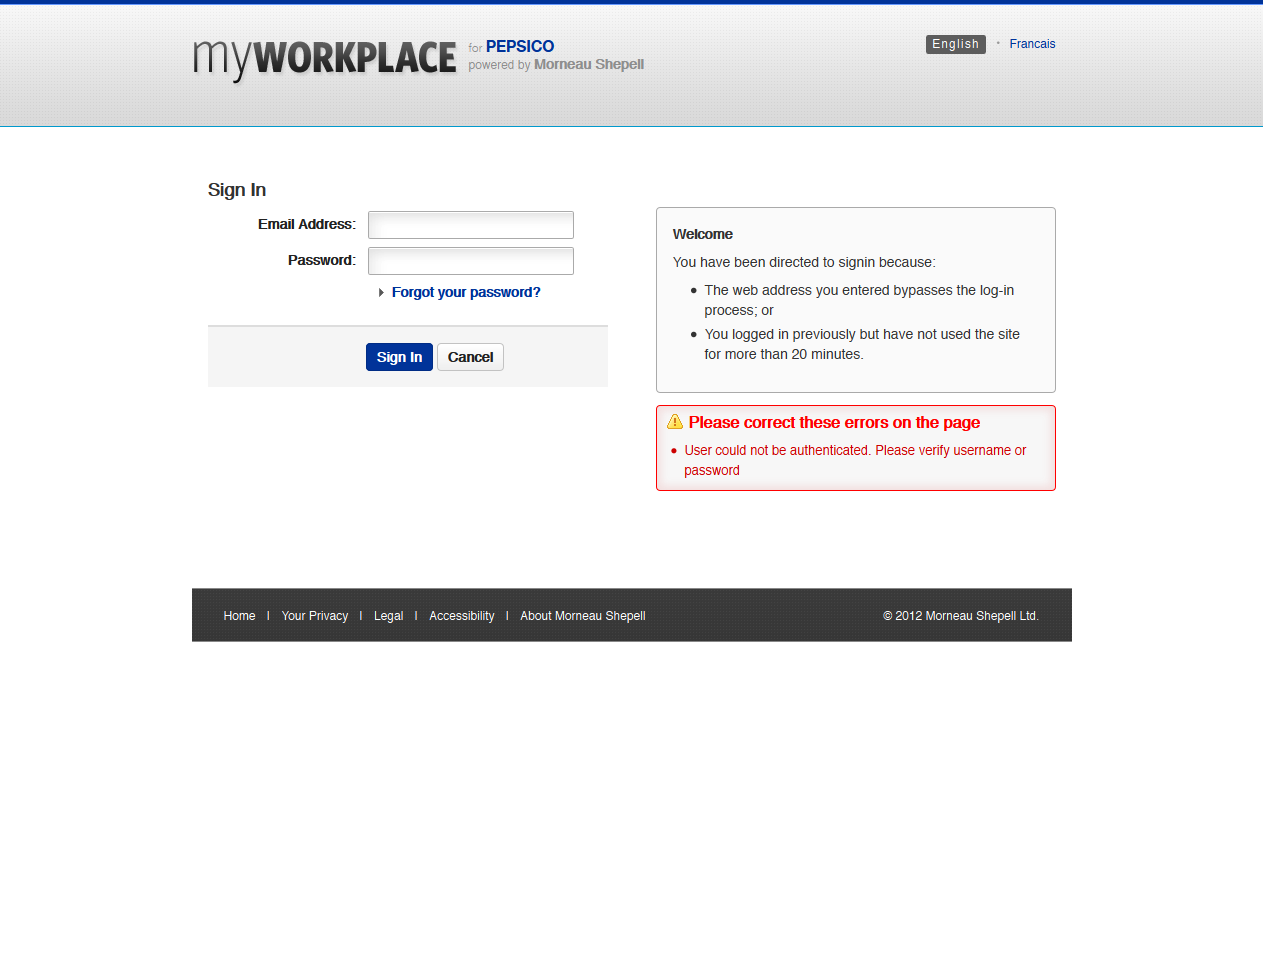 myWORKPLACE for PEPSICO
powered by Morneau Shepell
English • Francais
Sign In
Email Address:
Password:
Forgot your password?
Sign In Cancel
Welcome
You have been directed to signin because:
• The web address you entered bypasses the log-in
process; or
• You logged in previously but have not used the site
for more than 20 minutes.
Please correct these errors on the page
• User could not be authenticated. Please verify username or
password
Home | Your Privacy | Legal | Accessibility | About Morneau Shepell
© 2012 Morneau Shepell Ltd.